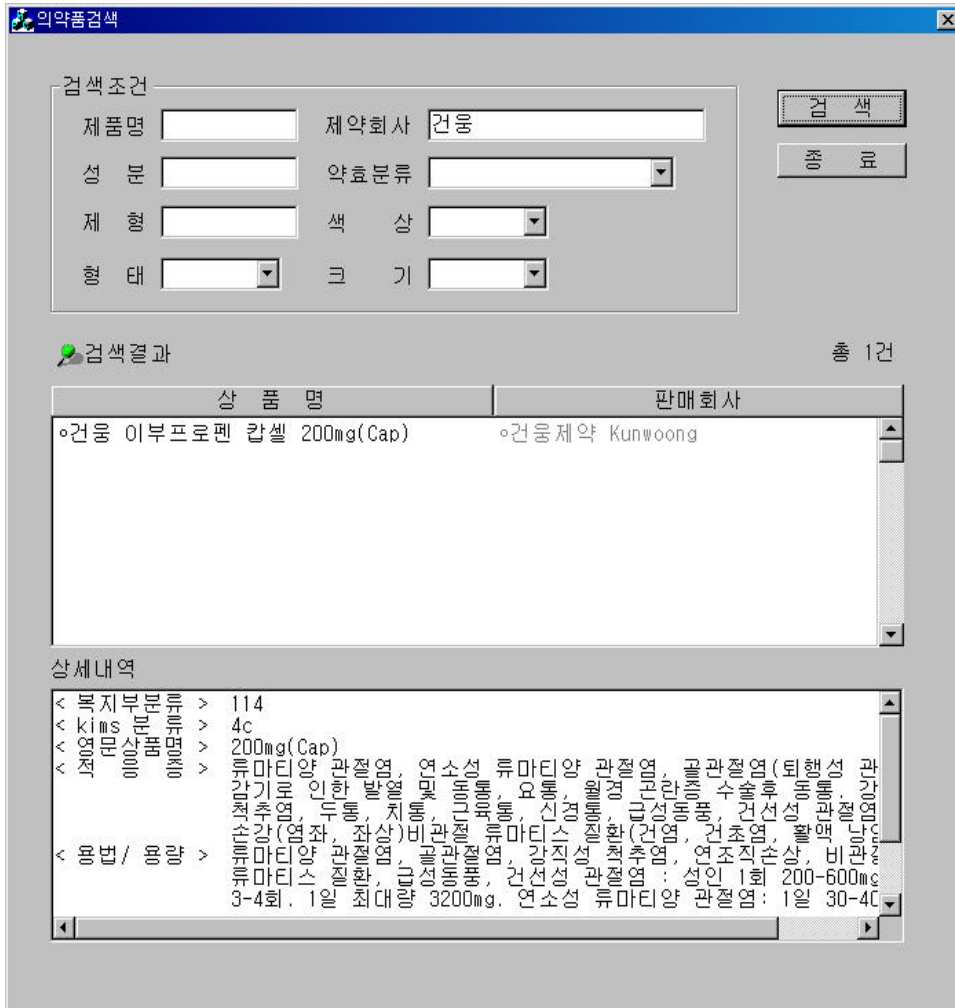 의약품검색
검색조건
제품명 제약회사 건웅
검 색
성 분 약효분류
종 료
제 형 색 상
형 태 크 기
검색결과 총 1건
상 품 명 판매회사
∘건웅 이부프로펜 캅셀 200mg(Cap) ∘건웅제약 Kunwoong
상세내역
< 복지부분류 > 114
< kims 분 류 > 4c
< 영문상품명 > 200mg(Cap)
< 적 응 증 > 류마티양 관절염, 연소성 류마티양 관절염, 골관절염(퇴행성 관
감기로 인한 발열 및 동통, 요통, 월경 곤란증 수술후 동통. 강
척추염, 두통, 치통, 근육통, 신경통, 급성통풍, 건선성 관절염
손강(염좌, 좌상)비관절 류마티스 질환(건염, 건초염, 활액
< 용법/ 용량 > 류마티양 관절염, 골관절염, 강직성 척추염, 연조직손상,
류마티스 질환, 급성통풍, 건선성 관절염 : 성인 1회 200-600mg
3-4회. 1일 최대량 3200mg. 연소성 류마티양 관절염: 1일